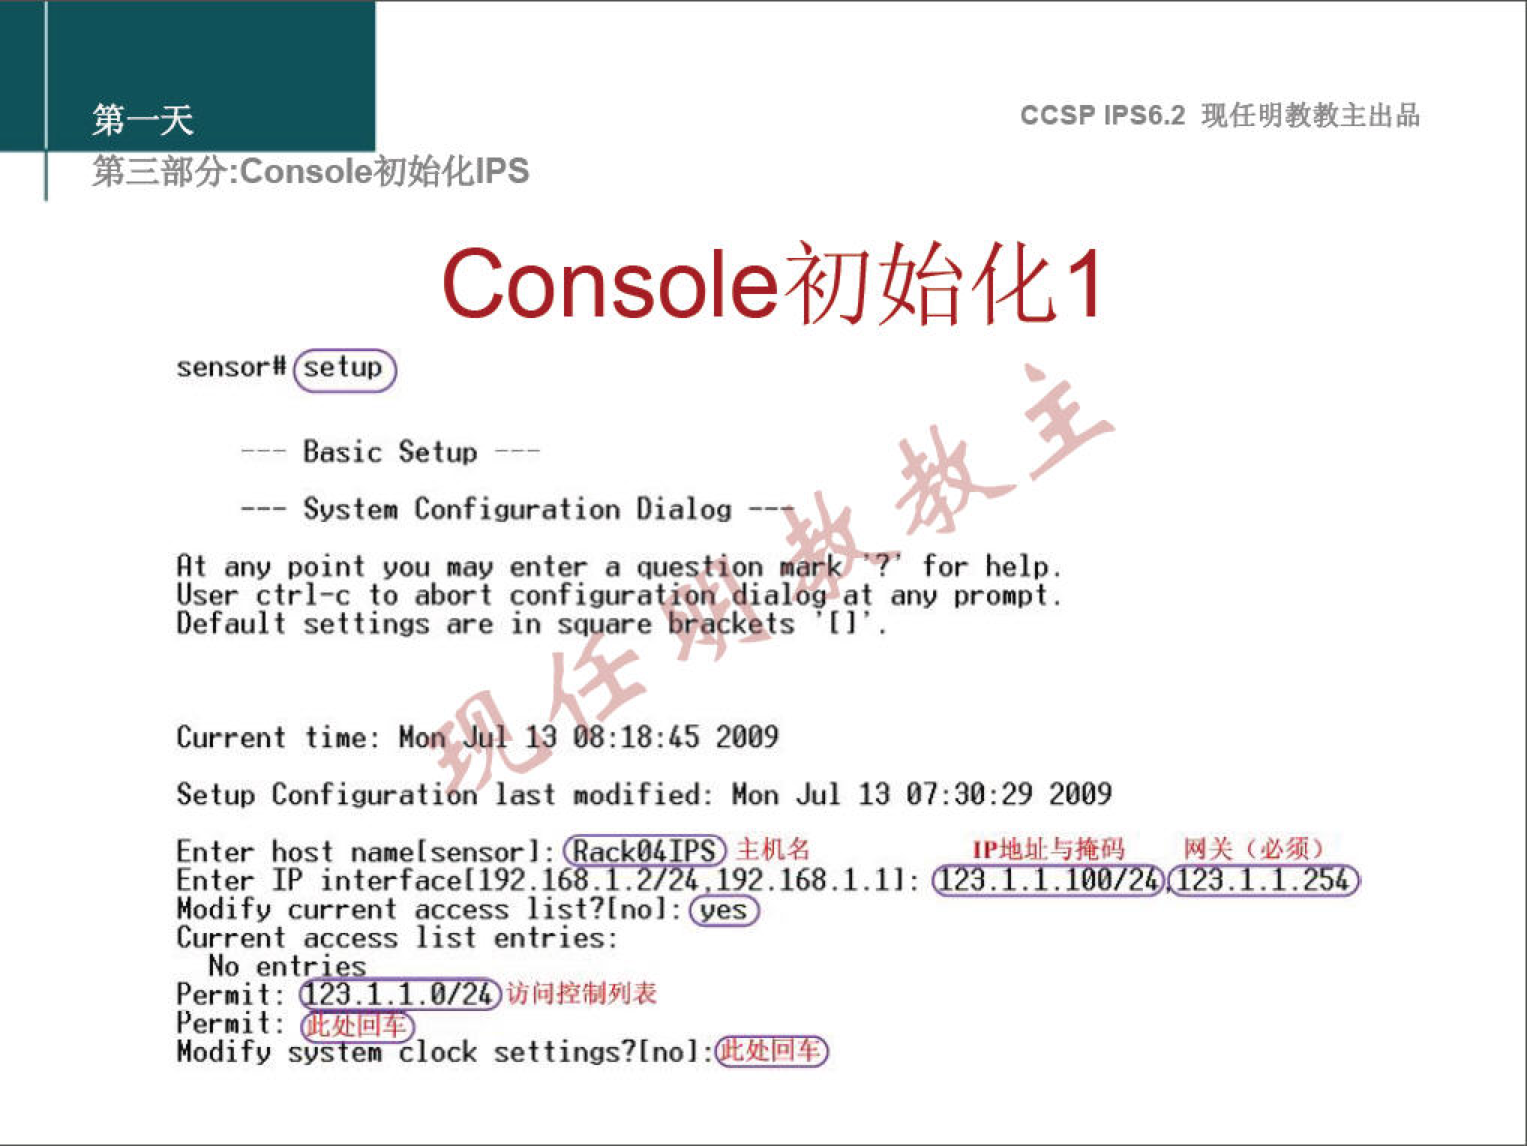 第一天
CCSP IPS6.2 现任明教教主出品
第三部分:Console初始化IPS
Console初始化1
sensor# setup
--- Basic Setup ---
--- System Configuration Dialog ---
At any point you may enter a question mark '?' for help.
User ctrl-c to abort configuration dialog at any prompt.
Default settings are in square brackets '[]'.
Current time: Mon Jul 13 08:18:45 2009
Setup Configuration last modified: Mon Jul 13 07:30:29 2009
Enter host name[sensor]: Rack04IPS 主机名 IP地址与掩码 网关（必须）
Enter IP interface[192.168.1.2/24,192.168.1.1]: 123.1.1.100/24,123.1.1.254
Modify current access list?[no]: yes
Current access list entries:
No entries
Permit: 123.1.1.0/24 访问控制列表
Permit: 此处回车
Modify system clock settings?[no]:此处回车
现任明教教主